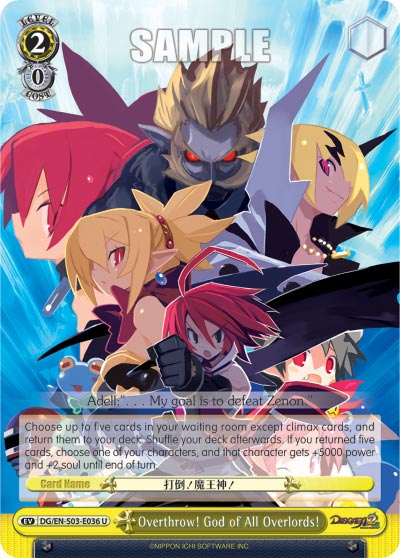 LEVEL
2
0
COST
SAMPLE
Adell:“. . . My goal is to defeat Zenon.”
Choose up to five cards in your waiting room except climax cards, and
return them to your deck. Shuffle your deck afterwards. If you returned five
cards, choose one of your characters, and that character gets +5000 power
and +2 soul until end of turn.
Card Name
打倒！魔王神！
EV DG/EN-S03-E036 U
Overthrow! God of All Overlords!
DISGAEA 2
©NIPPON ICHI SOFTWARE INC.